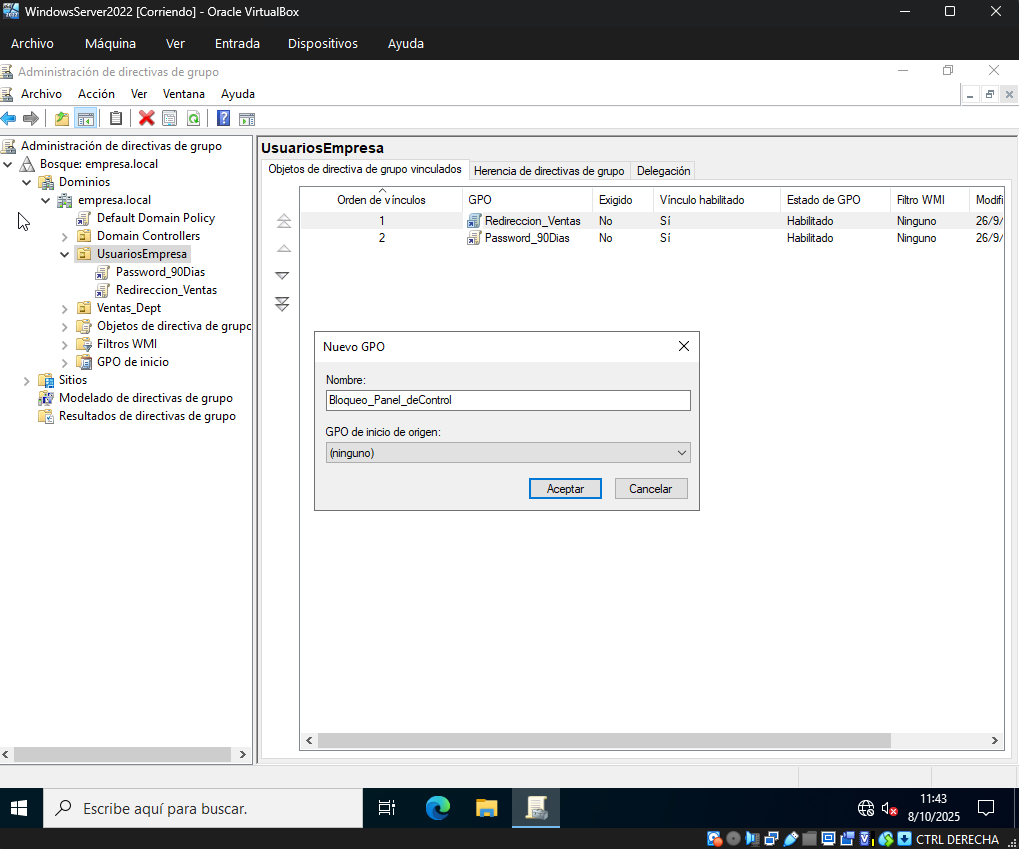 WindowsServer2022 [Corriendo] - Oracle VirtualBox
Archivo Máquina Ver Entrada Dispositivos Ayuda
Administración de directivas de grupo
Archivo Acción Ver Ventana Ayuda
Administración de directivas de grupo
Bosque: empresa.local
Dominios
empresa.local
Default Domain Policy
Domain Controllers
UsuariosEmpresa
Password_90Dias
Redireccion_Ventas
Ventas_Dept
Objetos de directiva de grupo
Filtros WMI
GPO de inicio
Sitios
Modelado de directivas de grupo
Resultados de directivas de grupo
UsuariosEmpresa
Objetos de directiva de grupo vinculados Herencia de directivas de grupo Delegación
Orden de vínculos GPO Exigido Vínculo habilitado Estado de GPO Filtro WMI Modifi
1 Redireccion_Ventas No Sí Habilitado Ninguno 26/9/
2 Password_90Dias No Sí Habilitado Ninguno 26/9/
Nuevo GPO
Nombre:
Bloqueo_Panel_deControl
GPO de inicio de origen:
(ninguno)
Aceptar Cancelar
Escribe aquí para buscar.
11:43
8/10/2025
CTRL DERECHA